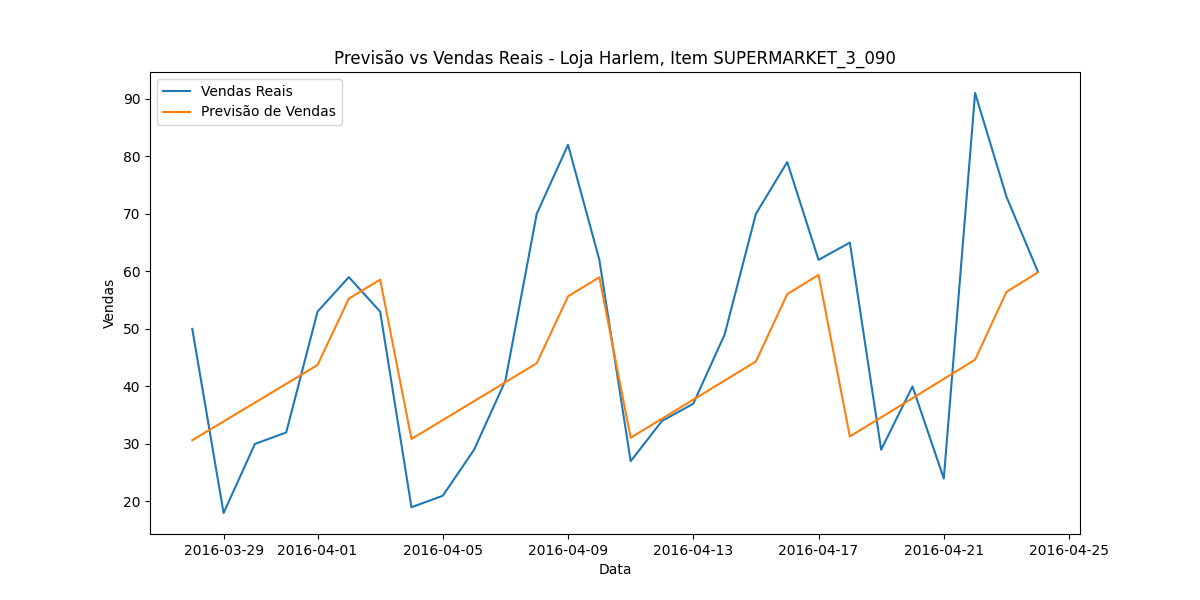 Previsão vs Vendas Reais - Loja Harlem, Item SUPERMARKET_3_090
Vendas Reais
Previsão de Vendas
Vendas
90
80
70
60
50
40
30
20
2016-03-29 2016-04-01 2016-04-05 2016-04-09 2016-04-13 2016-04-17 2016-04-21 2016-04-25
Data